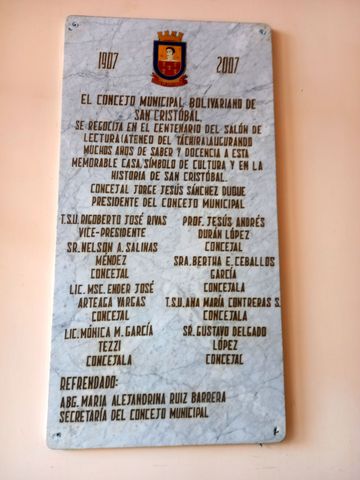 1907 2007
EL CONCEJO MUNICIPAL BOLIVARIANO DE
SAN CRISTÓBAL,
SE REGOCIJA EN EL CENTENARIO DEL SALÓN DE
LECTURA(ATENEO DEL TÁCHIRA)AUGURANDO
MUCHOS AÑOS DE SABER Y DOCENCIA A ESTA
MEMORABLE CASA, SÍMBOLO DE CULTURA Y EN LA
HISTORIA DE SAN CRISTÓBAL.
CONCEJAL JORGE JESÚS SÁNCHEZ DUQUE
PRESIDENTE DEL CONCEJO MUNICIPAL
T.S.U. RIGOBERTO JOSÉ RIVAS
VICE-PRESIDENTE
SR. NELSON A. SALINAS
MÉNDEZ
CONCEJAL
LIC. MSC. ENDER JOSÉ
ARTEAGA VARGAS
CONCEJAL
LIC. MÓNICA M. GARCÍA
TEZZI
CONCEJALA
PROF. JESÚS ANDRÉS
DURÁN LÓPEZ
CONCEJAL
SRA. BERTHA E. CEBALLOS
GARCÍA
CONCEJALA
T.S.U. ANA MARÍA CONTRERAS S.
CONCEJALA
SR. GUSTAVO DELGADO
LÓPEZ
CONCEJAL
REFRENDADO:
ABG. MARIA ALEJANDRINA RUIZ BARRERA
SECRETARÍA DEL CONCEJO MUNICIPAL